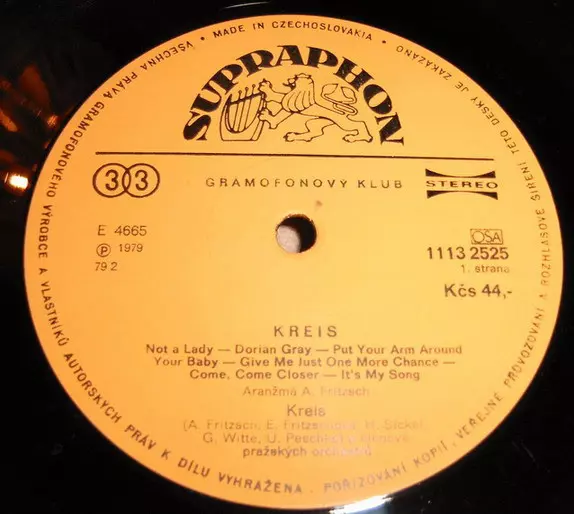 VŠECHNA PRÁVA GRAMOFONOVÉHO VÝROBCE A VLASTNÍKŮ AUTORSKÝCH PRÁV K DÍLU VYHRAŽENA · POŘIZOVÁNÍ KOPIÍ, VEŘEJNÉ PROVOZOVÁNÍ A ROZHLASOVÉ ŠÍŘENÍ TÉTO DESKY JE ZAKÁZÁNO · MADE IN CZECHOSLOVAKIA ·
SUPRAPHON
33
GRAMOFONOVÝ KLUB
STEREO
E 4665
Ⓟ 1979
79 2
OSA
1113 2525
1. strana
Kčs 44,-
KREIS
Not a Lady — Dorian Gray — Put Your Arm Around
Your Baby — Give Me Just One More Chance —
Come, Come Closer — It's My Song
Aranžmá A. Fritzsch
Kreis
(A. Fritzsch, E. H.
G. Witte, U.
pražských orchestrů